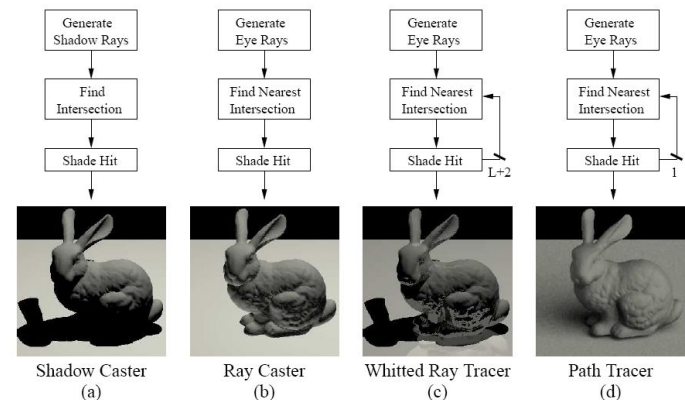 Generate
Shadow Rays
Find
Intersection
Shade Hit
Shadow Caster
(a)
Generate
Eye Rays
Find Nearest
Intersection
Shade Hit
Ray Caster
(b)
Generate
Eye Rays
Find Nearest
Intersection
Shade Hit
L+2
Whitted Ray Tracer
(c)
Generate
Eye Rays
Find Nearest
Intersection
Shade Hit
1
Path Tracer
(d)